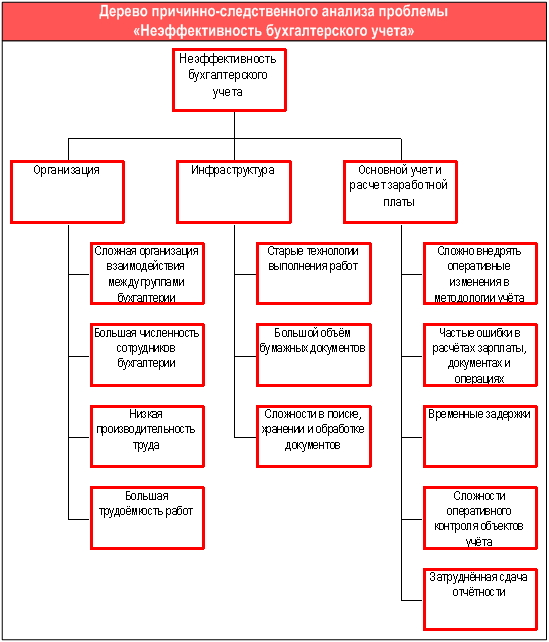 Дерево причинно-следственного анализа проблемы
«Неэффективность бухгалтерского учета»
Неэффективность
бухгалтерского
учета
Организация
Инфраструктура
Основной учет и
расчет заработной
платы
Сложная организация
взаимодействия
между группами
бухгалтерии
Большая численность
сотрудников
бухгалтерии
Низкая
производительность
труда
Большая
трудоёмкость работ
Старые технологии
выполнения работ
Большой объём
бумажных документов
Сложности в поиске,
хранении и обработке
документов
Сложно внедрять
оперативные
изменения в
методологии учёта
Частые ошибки в
расчётах зарплаты,
документах и
операциях
Временные задержки
Сложности
оперативного
контроля объектов
учёта
Затруднённая сдача
отчётности